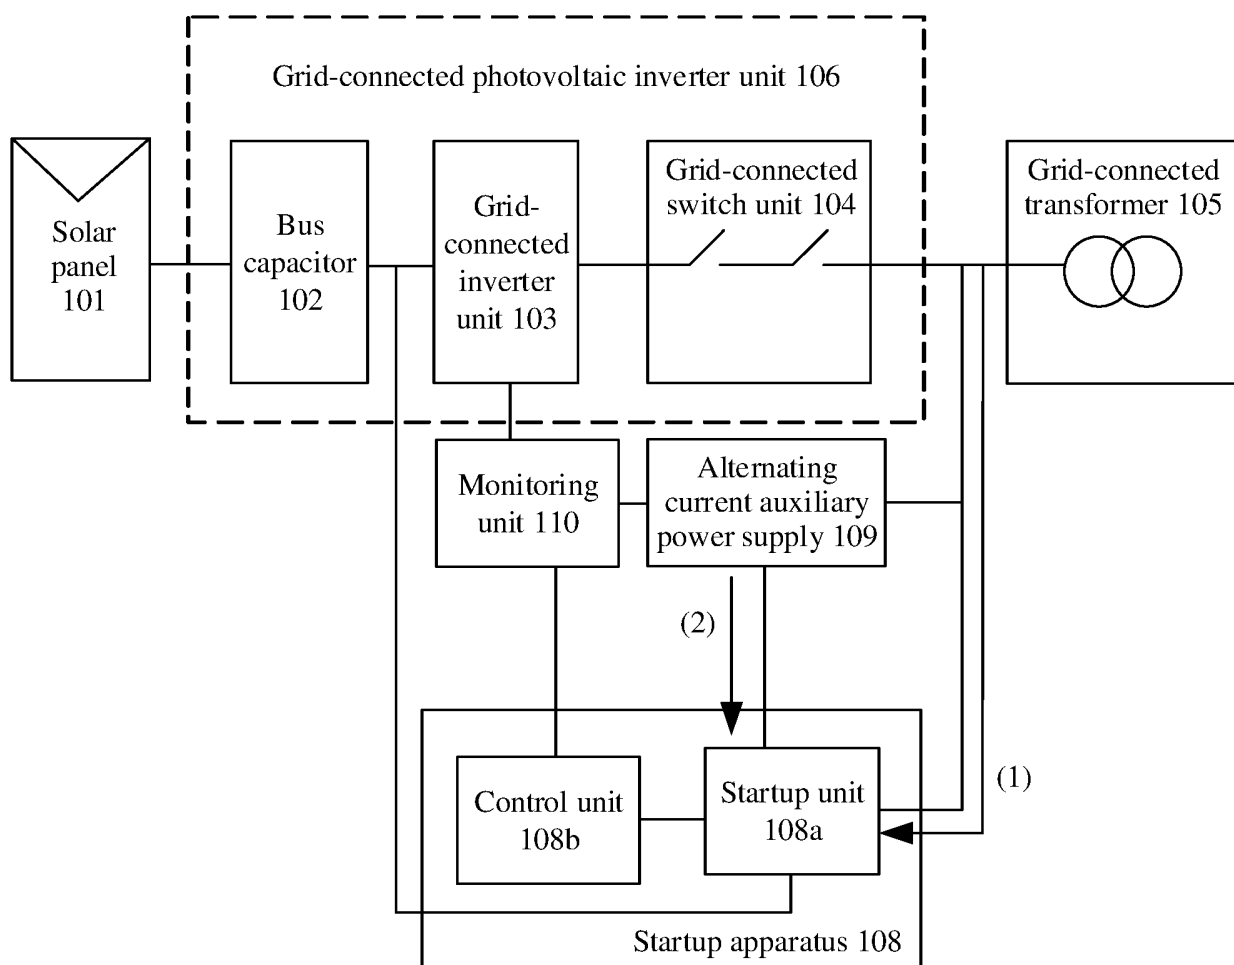 Grid-connected photovoltaic inverter unit 106
Solar
panel
101
Bus
capacitor
102
Grid-
connected
inverter
unit 103
Grid-connected
switch unit 104
Grid-connected
transformer 105
Monitoring
unit 110
Alternating
current auxiliary
power supply 109
(2)
(1)
Control unit
108b
Startup unit
108a
Startup apparatus 108